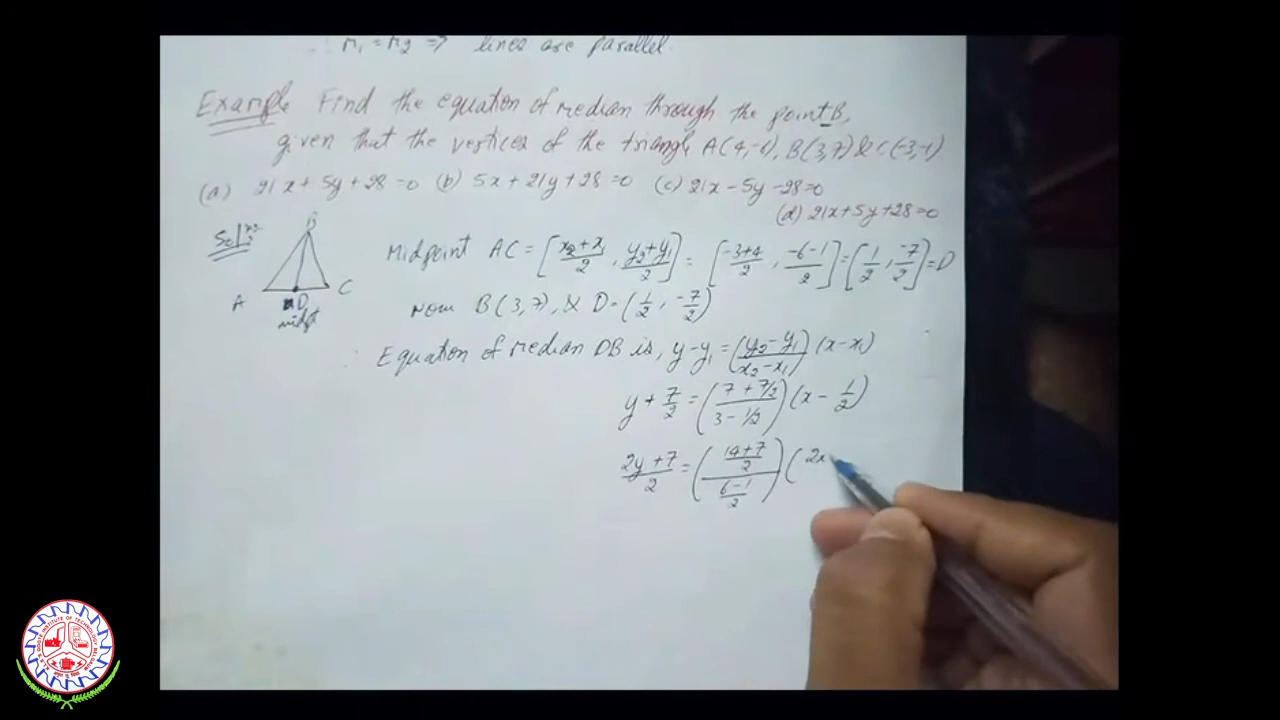 ∴ m₁ = m₂ ⇒ lines are parallel.
Example Find the equation of median through the point B,
given that the vertices of the triangle A(4,-6), B(3,7) & C(-3,-1)
(a) 21x + 5y + 28 = 0 (b) 5x + 21y + 28 = 0 (c) 21x - 5y - 28 = 0
(d) 21x + 5y + 28 = 0
Solⁿ:
B
A
C
D
midpt
Midpoint AC = [(x₂ + x₁)/2 , (y₂ + y₁)/2] = [(-3+4)/2 , (-6-1)/2] = [1/2 , -7/2] = D
Now B(3,7), & D = (1/2 , -7/2)
∴ Equation of median DB is, y - y₁ = ((y₂ - y₁)/(x₂ - x₁)) (x - x₁)
y + 7/2 = ((7 + 7/2)/(3 - 1/2)) (x - 1/2)
(2y + 7)/2 = (((14+7)/2)/((6-1)/2)) (2x